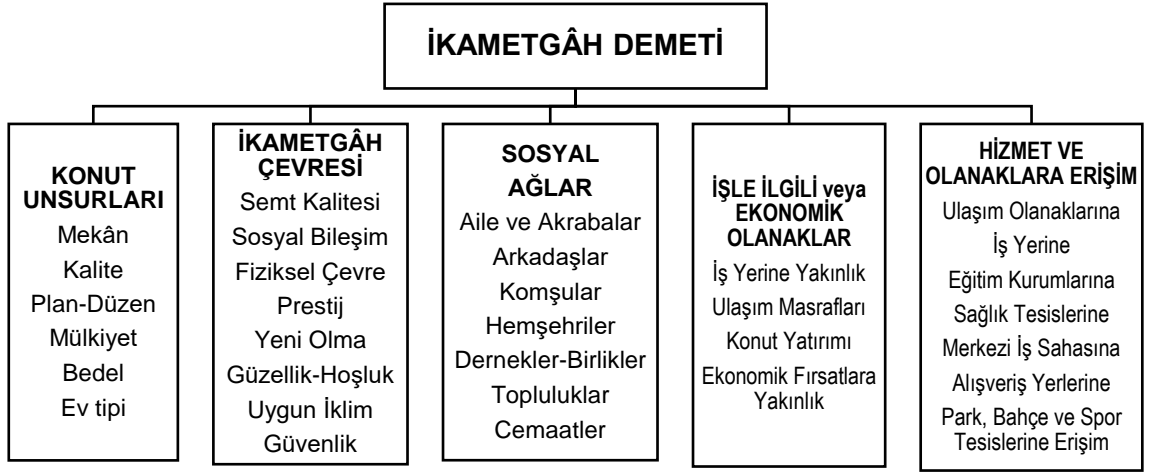 İKAMETGÂH DEMETİ
KONUT
UNSURLARI
Mekân
Kalite
Plan-Düzen
Mülkiyet
Bedel
Ev tipi
İKAMETGÂH
ÇEVRESİ
Semt Kalitesi
Sosyal Bileşim
Fiziksel Çevre
Prestij
Yeni Olma
Güzellik-Hoşluk
Uygun İklim
Güvenlik
SOSYAL
AĞLAR
Aile ve Akrabalar
Arkadaşlar
Komşular
Hemşehriler
Dernekler-Birlikler
Topluluklar
Cemaatler
İŞLE İLGİLİ veya
EKONOMİK
OLANAKLAR
İş Yerine Yakınlık
Ulaşım Masrafları
Konut Yatırımı
Ekonomik Fırsatlara
Yakınlık
HİZMET VE
OLANAKLARA ERİŞİM
Ulaşım Olanaklarına
İş Yerine
Eğitim Kurumlarına
Sağlık Tesislerine
Merkezi İş Sahasına
Alışveriş Yerlerine
Park, Bahçe ve Spor
Tesislerine Erişim